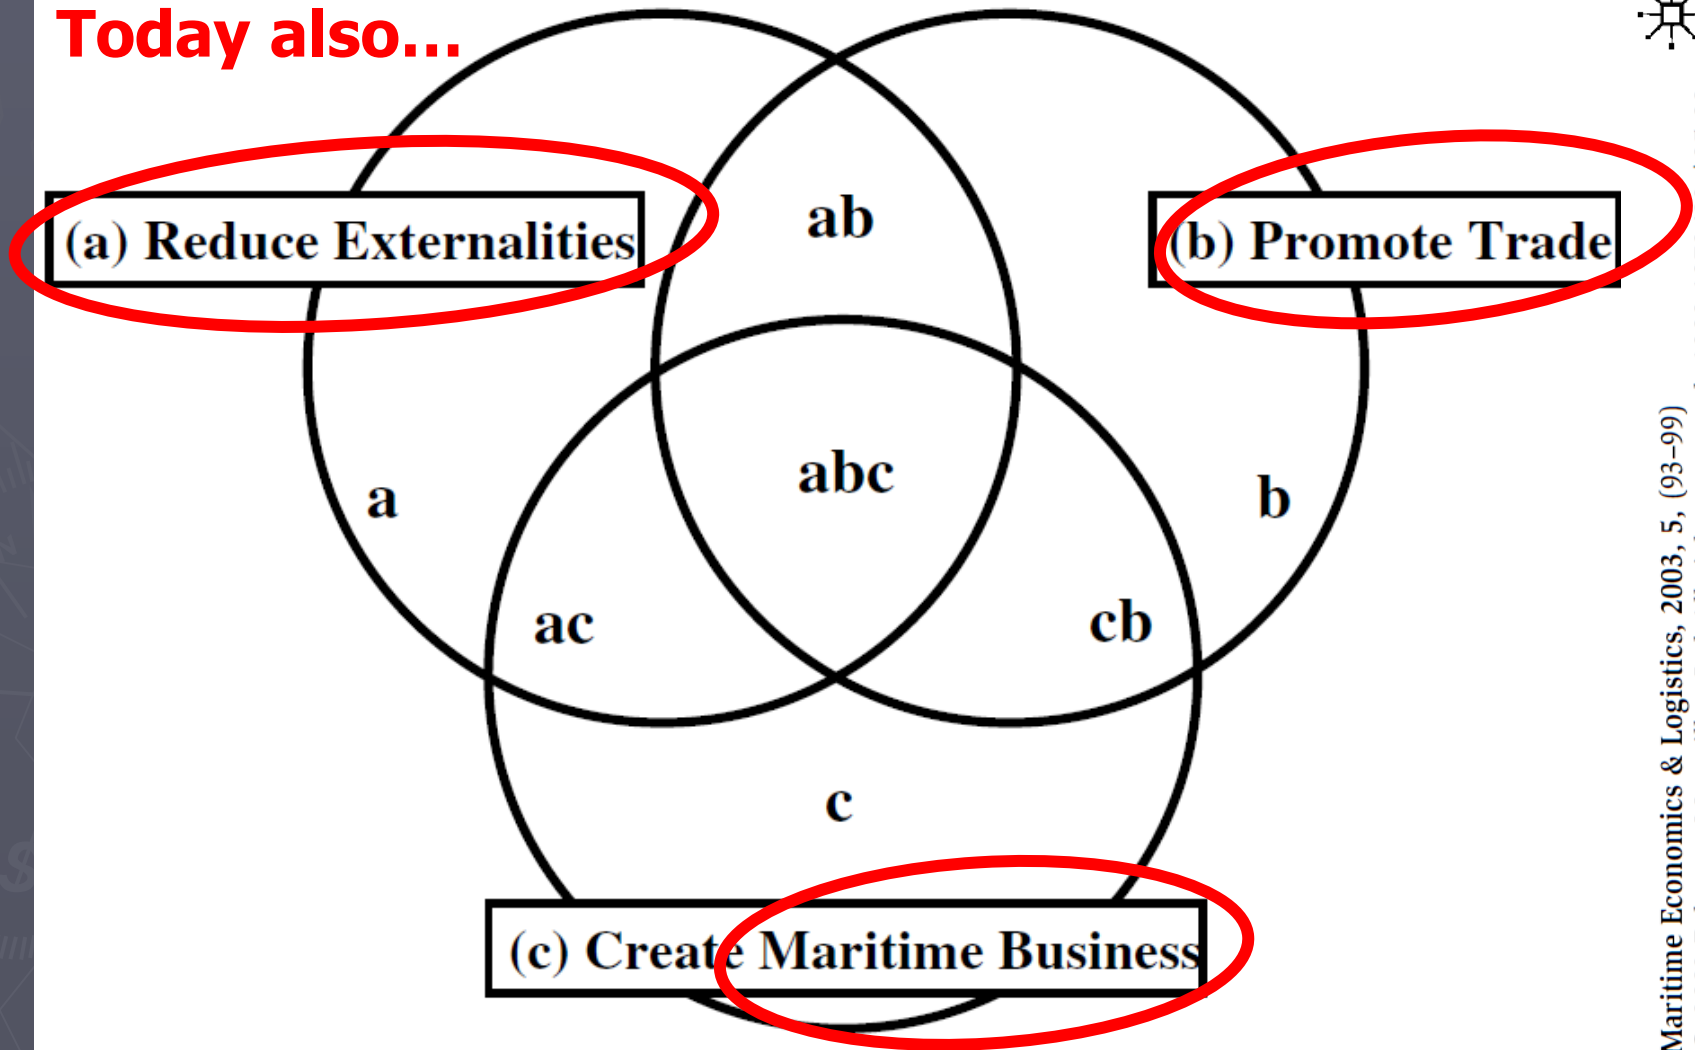 Today also...
ab
(a) Reduce Externalities
(b) Promote Trade
abc
a
b
ac
cb
c
(c) Create Maritime Business
Maritime Economics & Logistics, 2003, 5, (93–99)